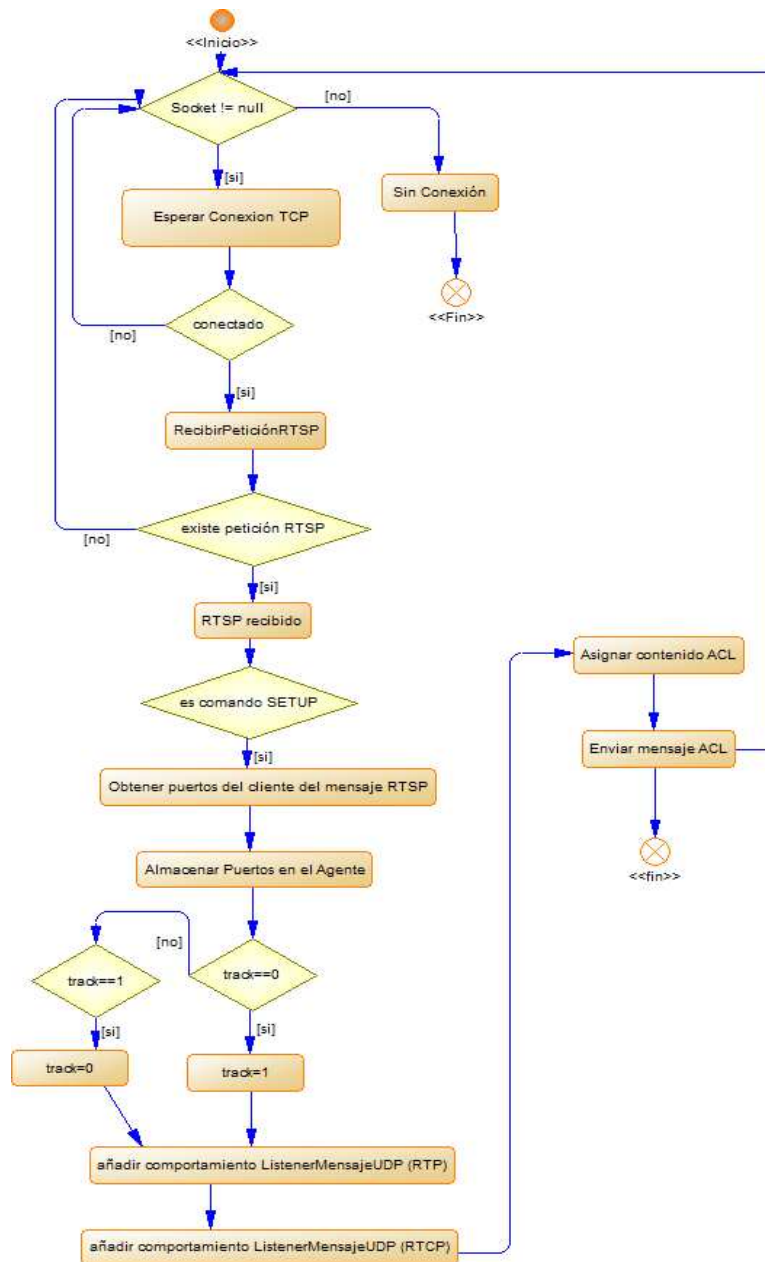 <<Inicio>>
Socket != null
[no]
[si]
Esperar Conexion TCP
Sin Conexión
<<Fin>>
conectado
[no]
[si]
RecibirPeticiónRTSP
existe petición RTSP
[no]
[si]
RTSP recibido
es comando SETUP
[si]
Obtener puertos del cliente del mensaje RTSP
Almacenar Puertos en el Agente
[no]
track==1
track==0
[si]
[si]
track=0
track=1
añadir comportamiento ListenerMensajeUDP (RTP)
añadir comportamiento ListenerMensajeUDP (RTCP)
Asignar contenido ACL
Enviar mensaje ACL
<<fin>>